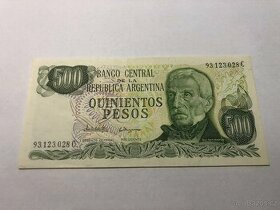 500
BANCO CENTRAL
DE LA
REPUBLICA ARGENTINA
93123028C
QUINIENTOS
PESOS
93123028C
500